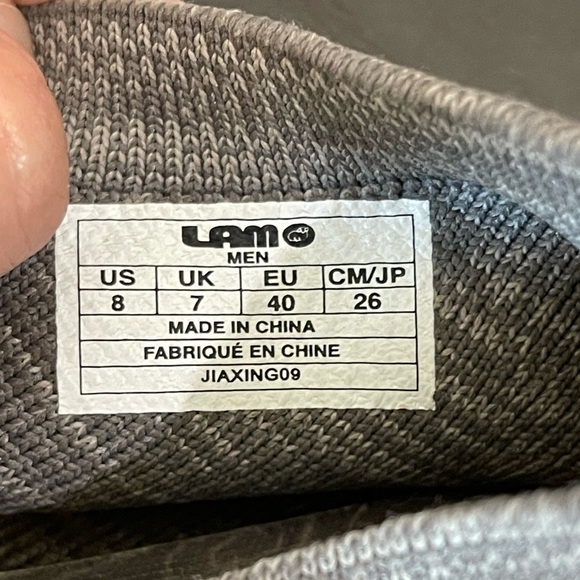 LAMO
MEN
US UK EU CM/JP
8 7 40 26
MADE IN CHINA
FABRIQUÉ EN CHINE
JIAXING09